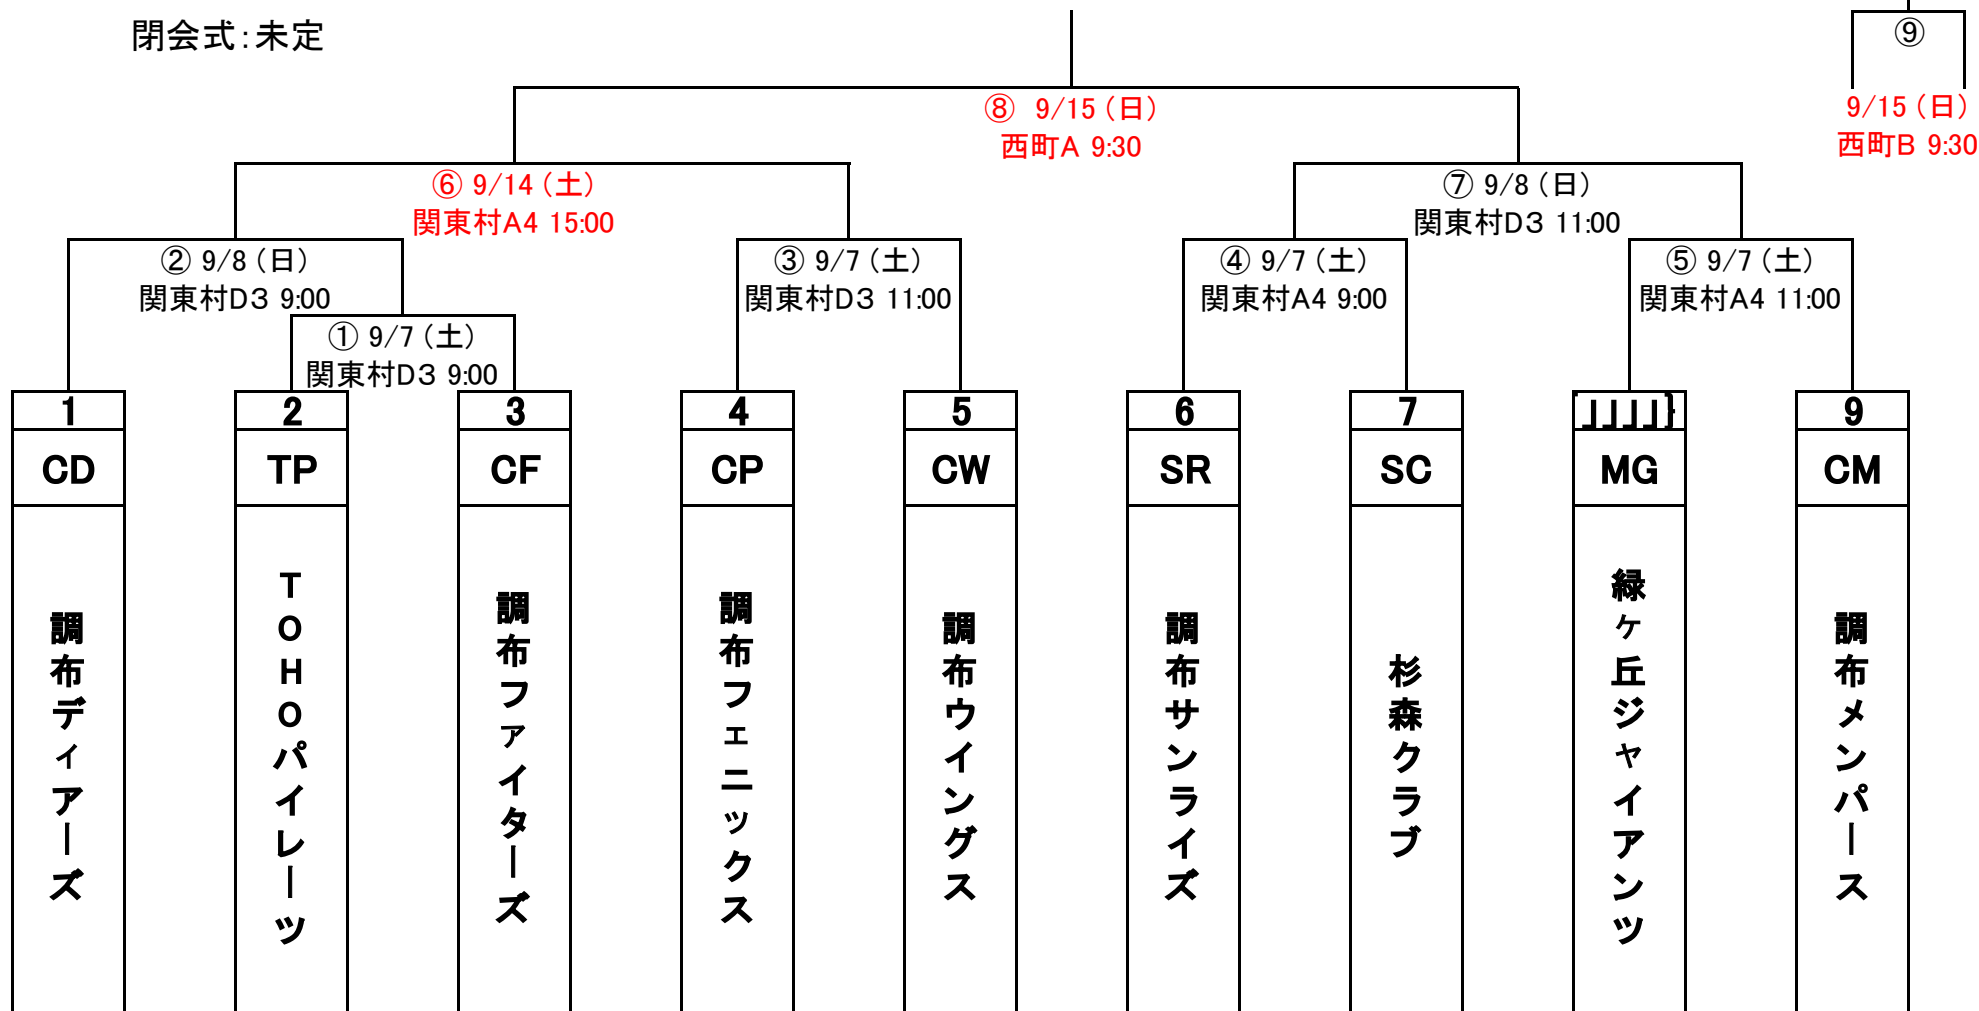 閉会式：未定
⑨
⑧ 9/15（日）
西町A 9:30
9/15（日）
西町B 9:30
⑥ 9/14（土）
関東村A4 15:00
⑦ 9/8（日）
関東村D3 11:00
② 9/8（日）
関東村D3 9:00
③ 9/7（土）
関東村D3 11:00
④ 9/7（土）
関東村A4 9:00
⑤ 9/7（土）
関東村A4 11:00
① 9/7（土）
関東村D3 9:00
1
2
3
4
5
6
7
9
CD
TP
CF
CP
CW
SR
SC
MG
CM
調布ディアーズ
TOHOパイレーツ
調布ファイターズ
調布フェニックス
調布ウイングス
調布サンライズ
杉森クラブ
緑ヶ丘ジャイアンツ
調布メンパース